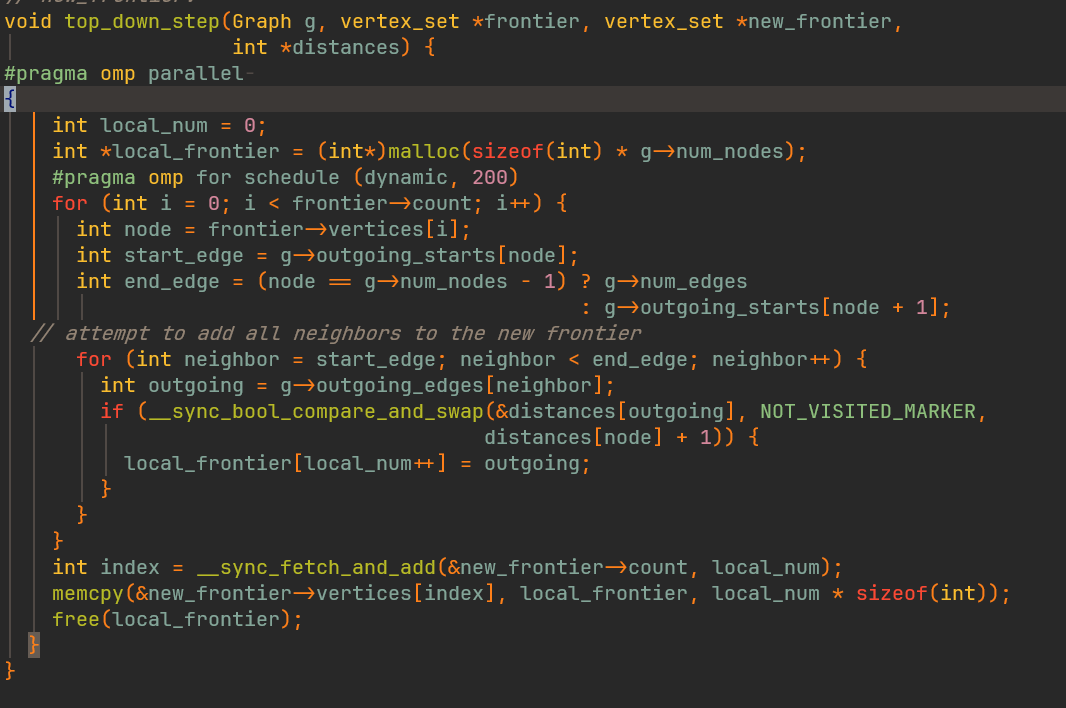 // new_frontier.
void top_down_step(Graph g, vertex_set *frontier, vertex_set *new_frontier,
int *distances) {
#pragma omp parallel
{
int local_num = 0;
int *local_frontier = (int*)malloc(sizeof(int) * g->num_nodes);
#pragma omp for schedule (dynamic, 200)
for (int i = 0; i < frontier->count; i++) {
int node = frontier->vertices[i];
int start_edge = g->outgoing_starts[node];
int end_edge = (node == g->num_nodes - 1) ? g->num_edges
: g->outgoing_starts[node + 1];
// attempt to add all neighbors to the new frontier
for (int neighbor = start_edge; neighbor < end_edge; neighbor++) {
int outgoing = g->outgoing_edges[neighbor];
if (__sync_bool_compare_and_swap(&distances[outgoing], NOT_VISITED_MARKER,
distances[node] + 1)) {
local_frontier[local_num++] = outgoing;
}
}
}
int index = __sync_fetch_and_add(&new_frontier->count, local_num);
memcpy(&new_frontier->vertices[index], local_frontier, local_num * sizeof(int));
free(local_frontier);
}
}